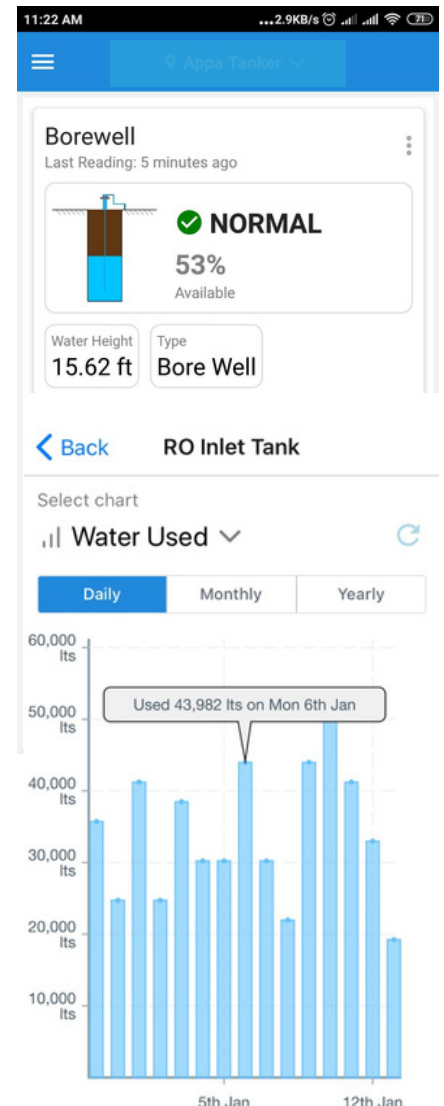 11:22 AM
...2.9KB/s
71
Appa Tanker
Borewell
Last Reading: 5 minutes ago
NORMAL
53%
Available
Water Height
15.62 ft
Type
Bore Well
Back
RO Inlet Tank
Select chart
Water Used
Daily
Monthly
Yearly
60,000
lts
Used 43,982 lts on Mon 6th Jan
50,000
lts
40,000
lts
30,000
lts
20,000
lts
10,000
lts
5th Jan
12th Jan